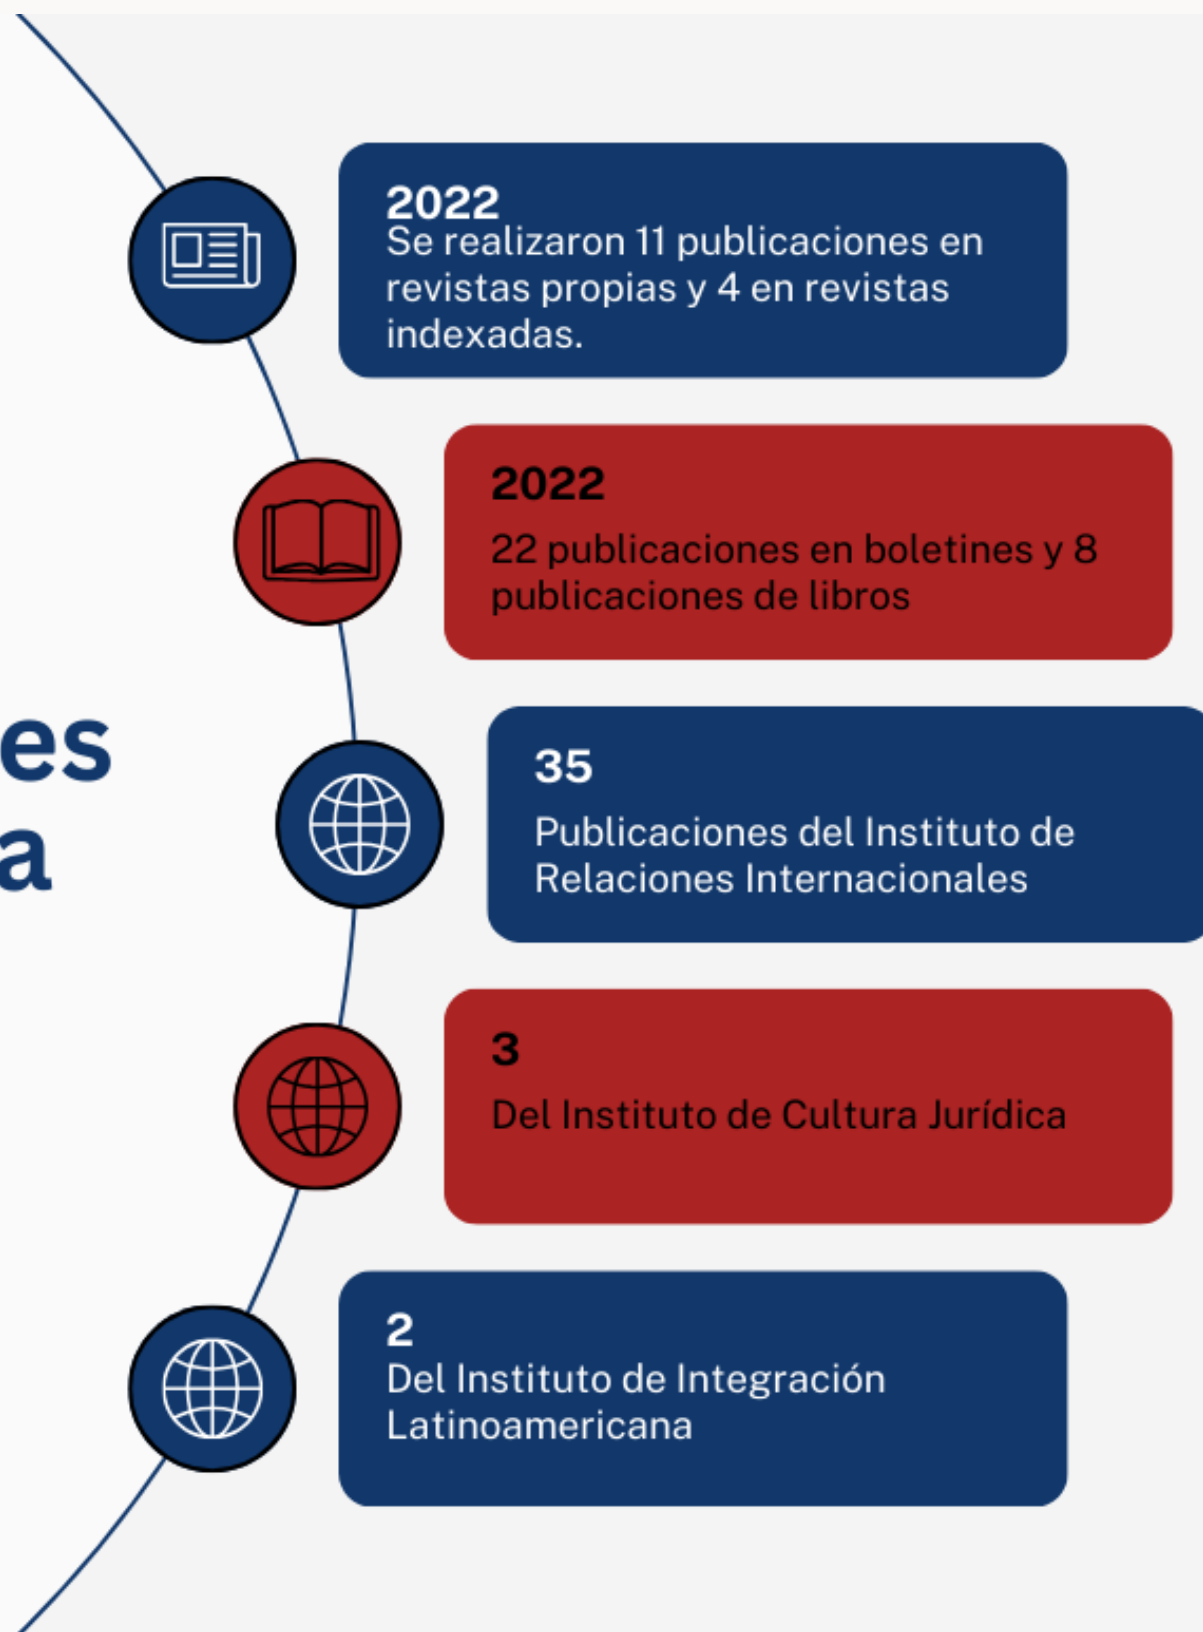 2022
Se realizaron 11 publicaciones en
revistas propias y 4 en revistas
indexadas.
2022
22 publicaciones en boletines y 8
publicaciones de libros
es
a
35
Publicaciones del Instituto de
Relaciones Internacionales
3
Del Instituto de Cultura Jurídica
2
Del Instituto de Integración
Latinoamericana